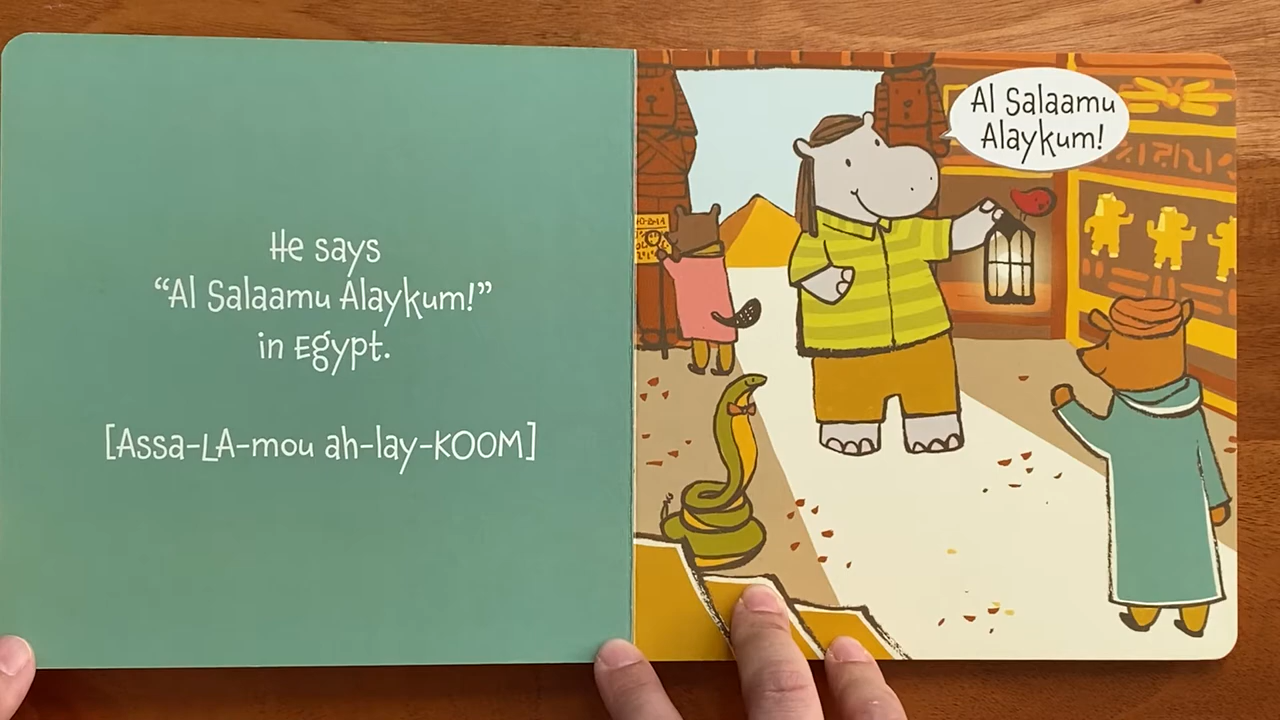 He says
“Al Salaamu Alaykum!”
in Egypt.
[Assa-LA-mou ah-lay-KOOM]
Al Salaamu
Alaykum!